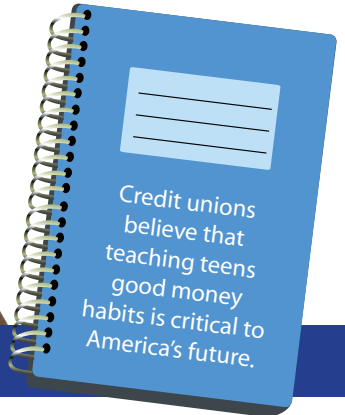 Credit unions
believe that
teaching teens
good money
habits is critical to
America's future.